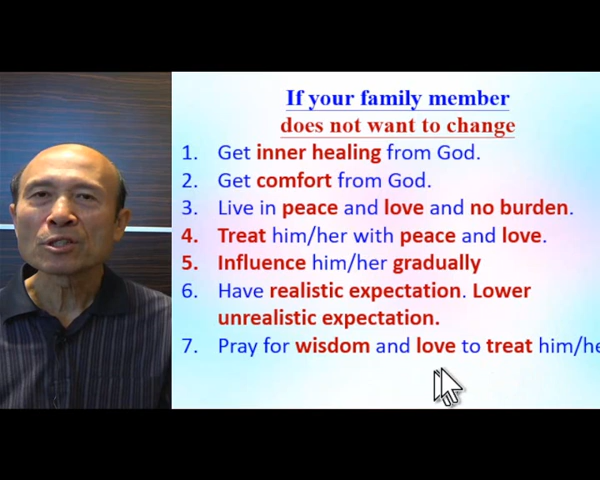 If your family member
does not want to change
1. Get inner healing from God.
2. Get comfort from God.
3. Live in peace and love and no burden.
4. Treat him/her with peace and love.
5. Influence him/her gradually
6. Have realistic expectation. Lower
unrealistic expectation.
7. Pray for wisdom and love to treat him/he